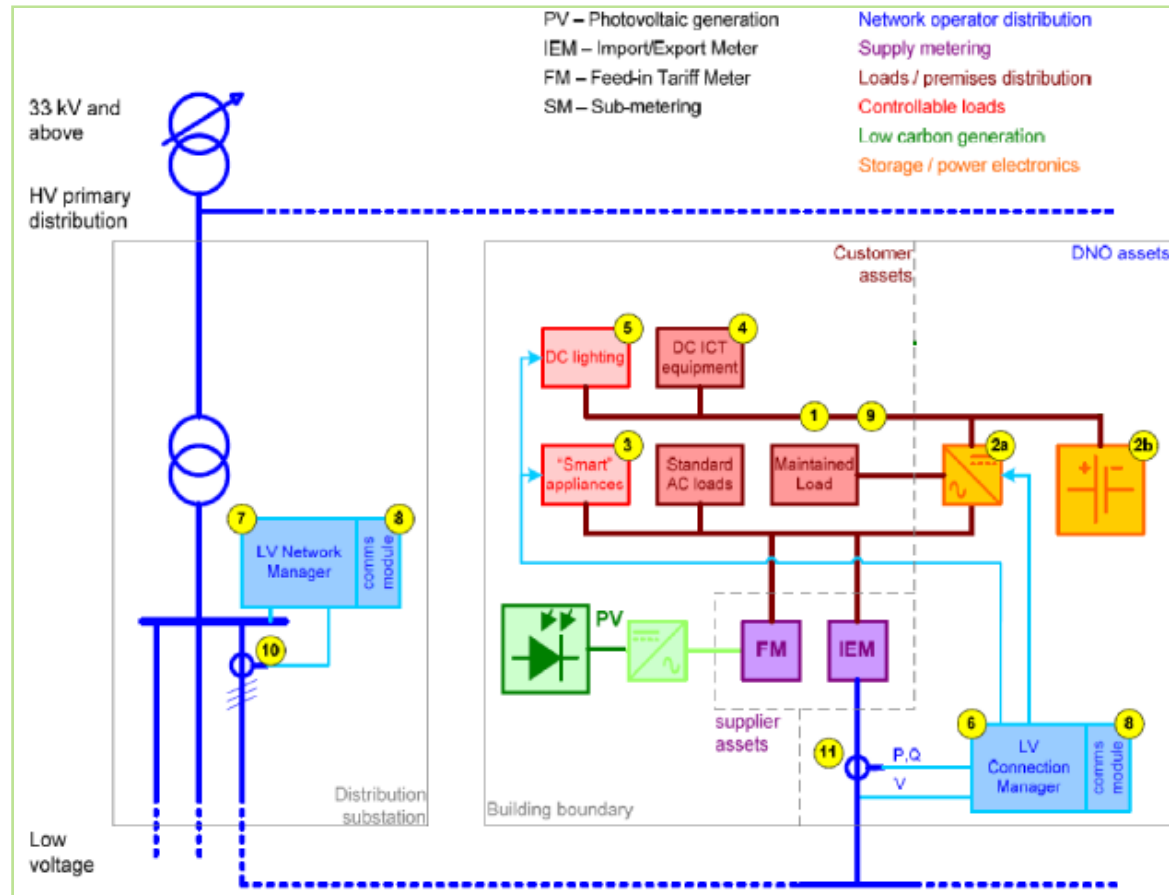 PV – Photovoltaic generation
IEM – Import/Export Meter
FM – Feed-in Tariff Meter
SM – Sub-metering
Network operator distribution
Supply metering
Loads / premises distribution
Controllable loads
Low carbon generation
Storage / power electronics
33 kV and
above
HV primary
distribution
Customer
assets
DNO assets
5
DC lighting
4
DC ICT
equipment
1
9
3
"Smart"
appliances
Standard
AC loads
Maintained
Load
2a
2b
7
LV Network
Manager
8
comms
module
10
PV
FM
IEM
supplier
assets
11
P,Q
V
6
LV
Connection
Manager
8
comms
module
Distribution
substation
Building boundary
Low
voltage